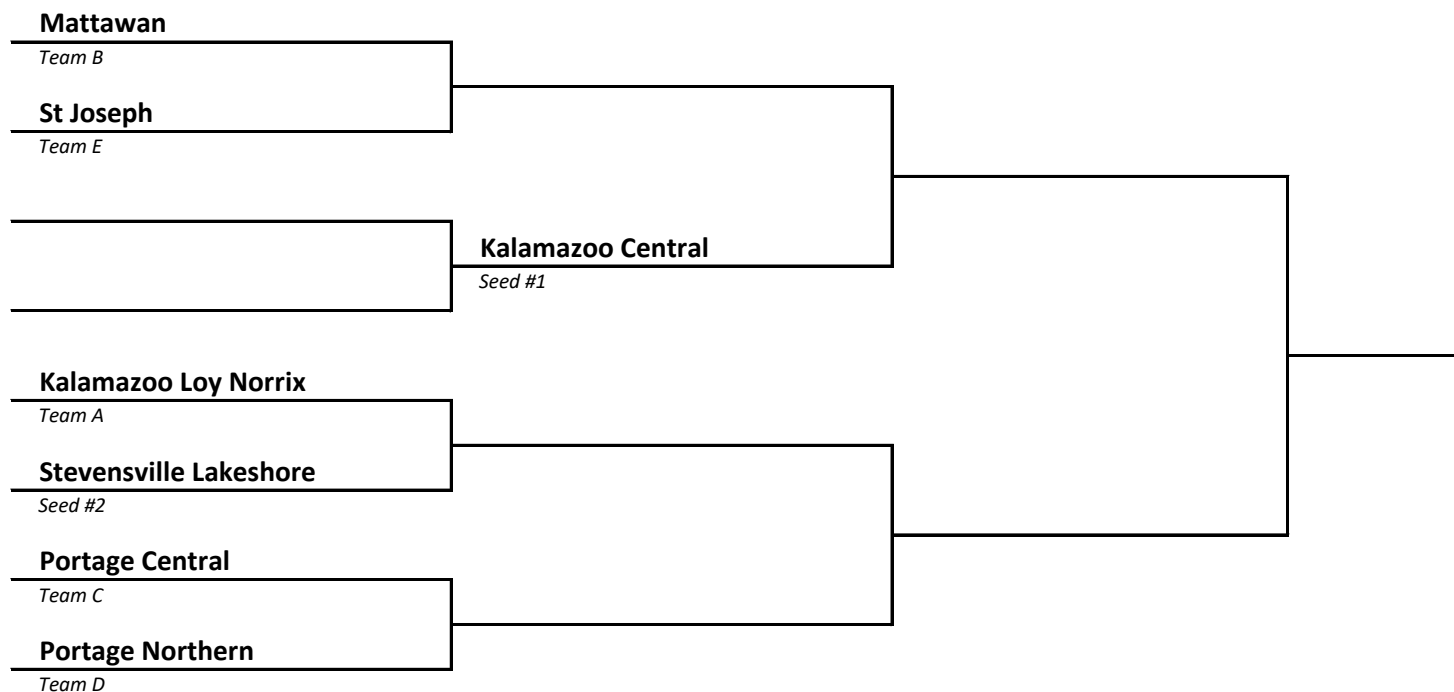 Mattawan
Team B
St Joseph
Team E
Kalamazoo Central
Seed #1
Kalamazoo Loy Norrix
Team A
Stevensville Lakeshore
Seed #2
Portage Central
Team C
Portage Northern
Team D